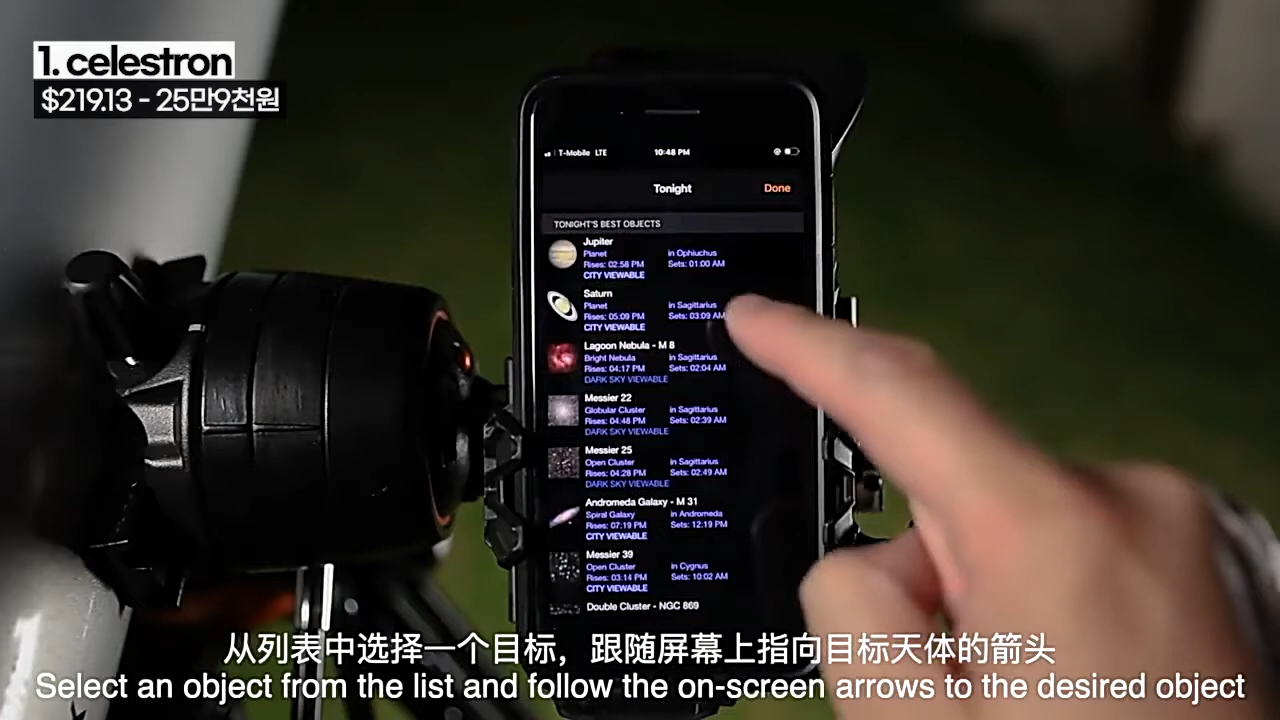 1. celestron
$219.13 - 25만9천원
T-Mobile LTE 10:48 PM
Tonight Done
TONIGHT'S BEST OBJECTS
Jupiter
Planet in Ophiuchus
Rises: 02:58 PM Sets: 01:00 AM
CITY VIEWABLE
Saturn
Planet in Sagittarius
Rises: 05:09 PM Sets: 03:09 AM
CITY VIEWABLE
Lagoon Nebula - M 8
Bright Nebula in Sagittarius
Rises: 04:17 PM Sets: 02:04 AM
DARK SKY VIEWABLE
Messier 22
Globular Cluster in Sagittarius
Rises: 04:48 PM Sets: 02:39 AM
DARK SKY VIEWABLE
Messier 25
Open Cluster in Sagittarius
Rises: 04:28 PM Sets: 02:49 AM
DARK SKY VIEWABLE
Andromeda Galaxy - M 31
Spiral Galaxy in Andromeda
Rises: 07:19 PM Sets: 12:19 PM
CITY VIEWABLE
Messier 39
Open Cluster in Cygnus
Rises: 03:14 PM Sets: 10:02 AM
CITY VIEWABLE
Double Cluster - NGC 869
从列表中选择一个目标，跟随屏幕上指向目标天体的箭头
Select an object from the list and follow the on-screen arrows to the desired object